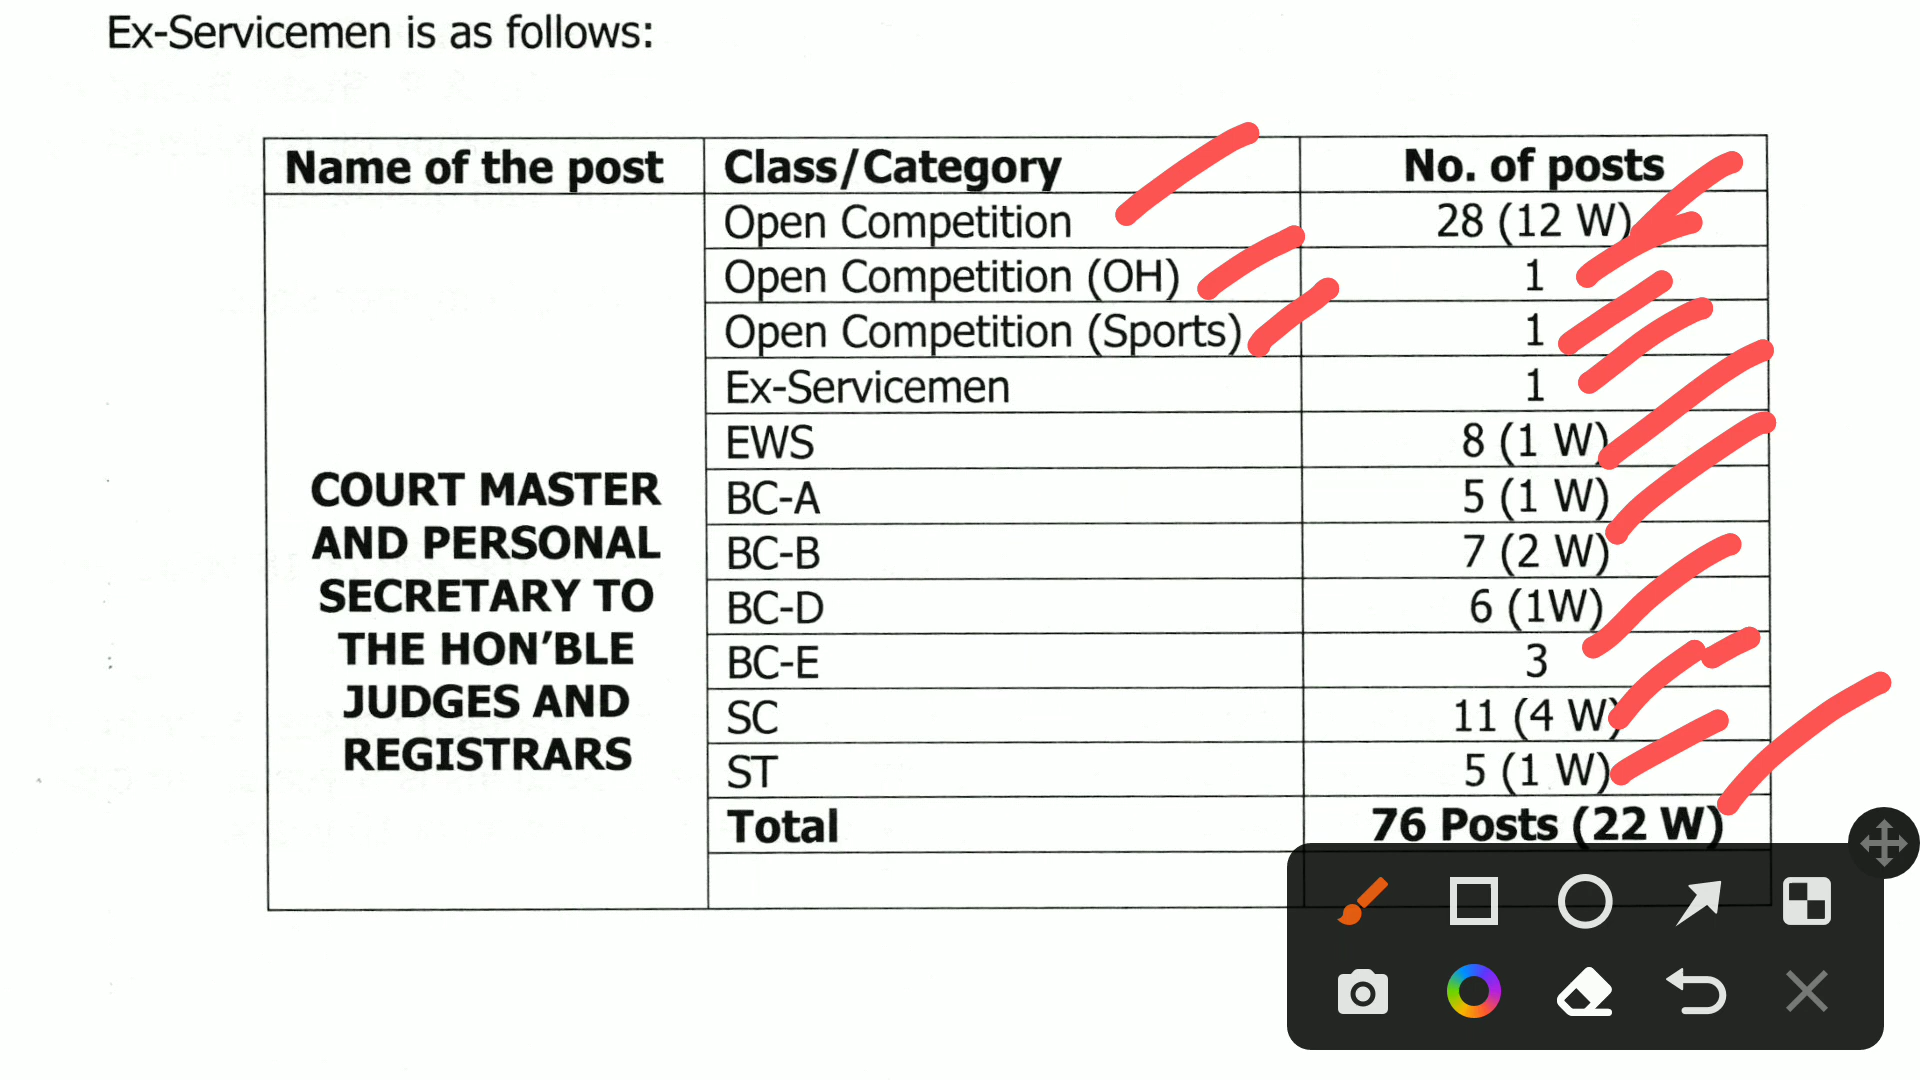 Ex-Servicemen is as follows:
Name of the post Class/Category No. of posts
Open Competition 28 (12 W)
Open Competition (OH) 1
Open Competition (Sports) 1
Ex-Servicemen 1
EWS 8 (1 W)
BC-A 5 (1 W)
BC-B 7 (2 W)
BC-D 6 (1W)
BC-E 3
SC 11 (4 W)
ST 5 (1 W)
Total 76 Posts (22 W)
COURT MASTER
AND PERSONAL
SECRETARY TO
THE HON'BLE
JUDGES AND
REGISTRARS